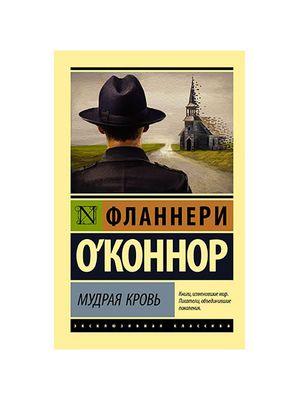 N ФЛАННЕРИ
О'КОННОР
МУДРАЯ КРОВЬ
Книги, изменившие мир.
Писатели, объединившие
поколения.
ЭКСКЛЮЗИВНАЯ КЛАССИКА